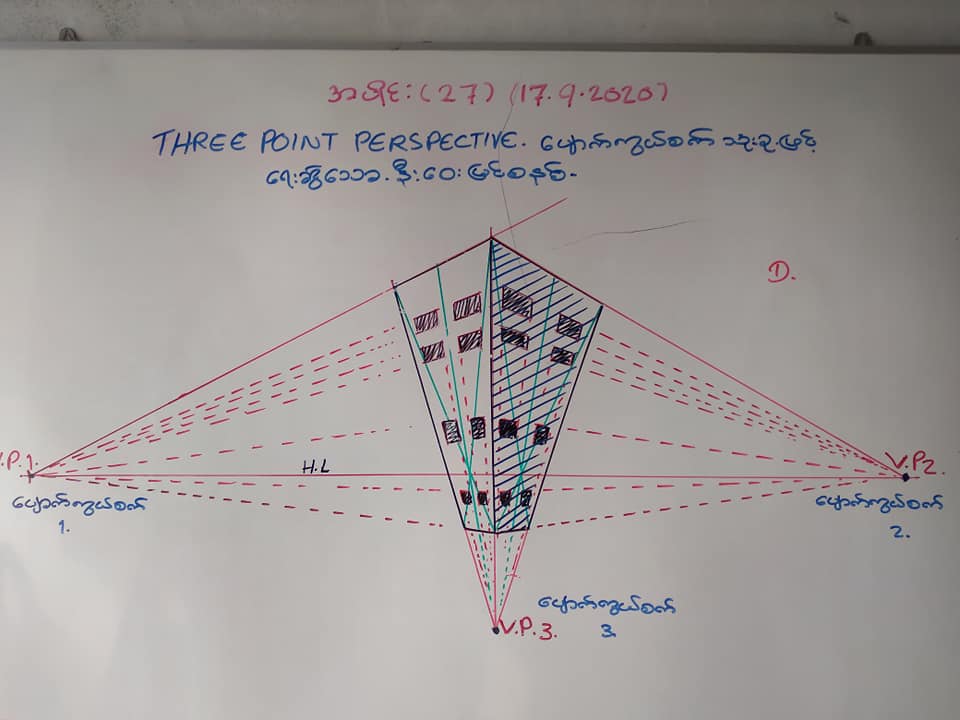 အပိုင်း(27) (17.9.2020)
THREE POINT PERSPECTIVE. ပျောက်ကွယ်စက် သုံးခုဖြင့်
ရေးဆွဲသော နီးဝေးမြင်စနစ်.
D.
V.P.1.
H.L
V.P2.
ပျောက်ကွယ်စက်
1.
ပျောက်ကွယ်စက်
2.
ပျောက်ကွယ်စက်
V.P.3.
3.